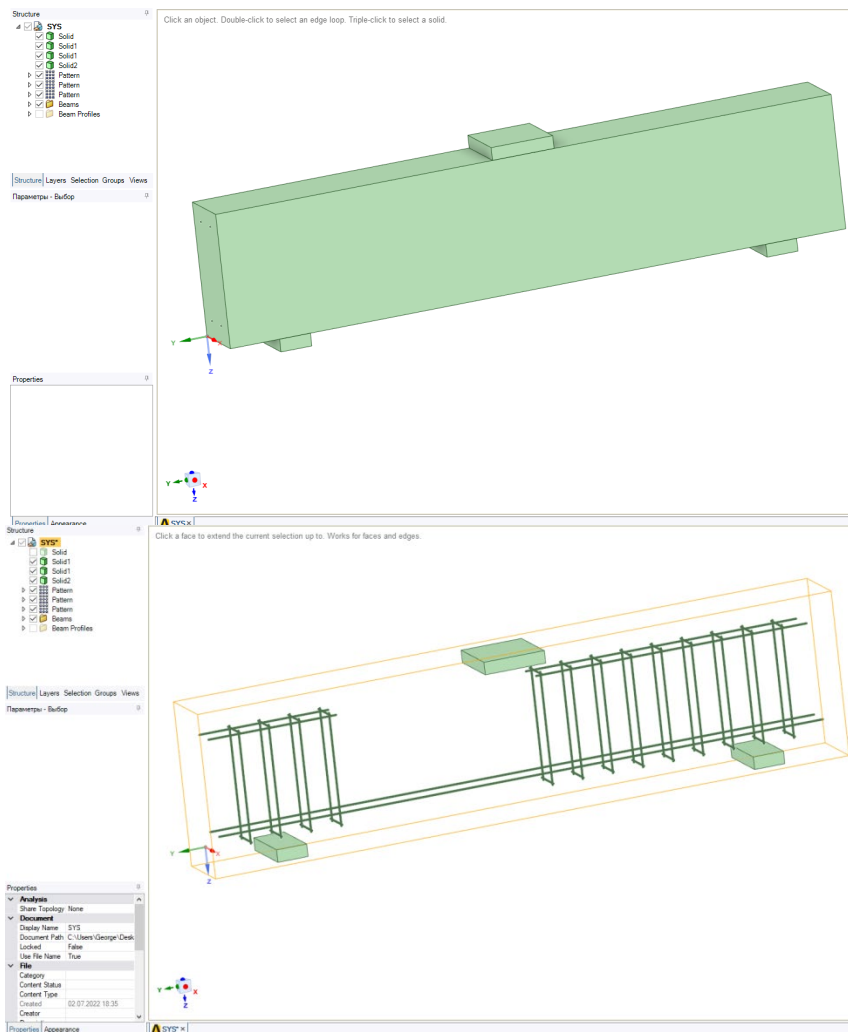 Structure
SYS
Solid
Solid1
Solid1
Solid2
Pattern
Pattern
Pattern
Beams
Beam Profiles
Structure Layers Selection Groups Views
Параметры - Выбор
Properties
Properties Appearance
Click an object. Double-click to select an edge loop. Triple-click to select a solid.
Y X
Z
Y X
Z
SYS×
Structure
SYS*
Solid
Solid1
Solid1
Solid2
Pattern
Pattern
Pattern
Beams
Beam Profiles
Structure Layers Selection Groups Views
Параметры - Выбор
Properties
Analysis
Share Topology None
Document
Display Name SYS
Document Path C:\Users\George\Desk
Locked False
Use File Name True
File
Category
Content Status
Content Type
Created 02.07.2022 18:35
Creator
Properties Appearance
Click a face to extend the current selection up to. Works for faces and edges.
Y X
Z
Y X
Z
SYS*×